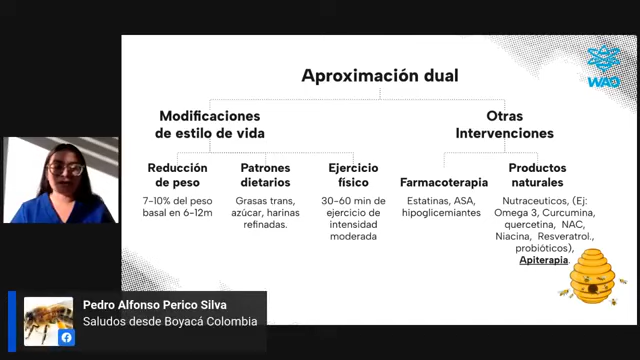 Aproximación dual
WAO
Modificaciones
de estilo de vida
Otras
Intervenciones
Reducción
de peso
7-10% del peso
basal en 6-12m
Patrones
dietarios
Grasas trans,
azúcar, harinas
refinadas.
Ejercicio
físico
30-60 min de
ejercicio de
intensidad
moderada
Farmacoterapia
Estatinas, ASA,
hipoglicemiantes
Productos
naturales
Nutraceuticos, (Ej:
Omega 3, Curcumina,
quercetina, NAC,
Niacina, Resveratrol.,
probióticos),
Apiterapia.
Pedro Alfonso Perico Silva
Saludos desde Boyacá Colombia